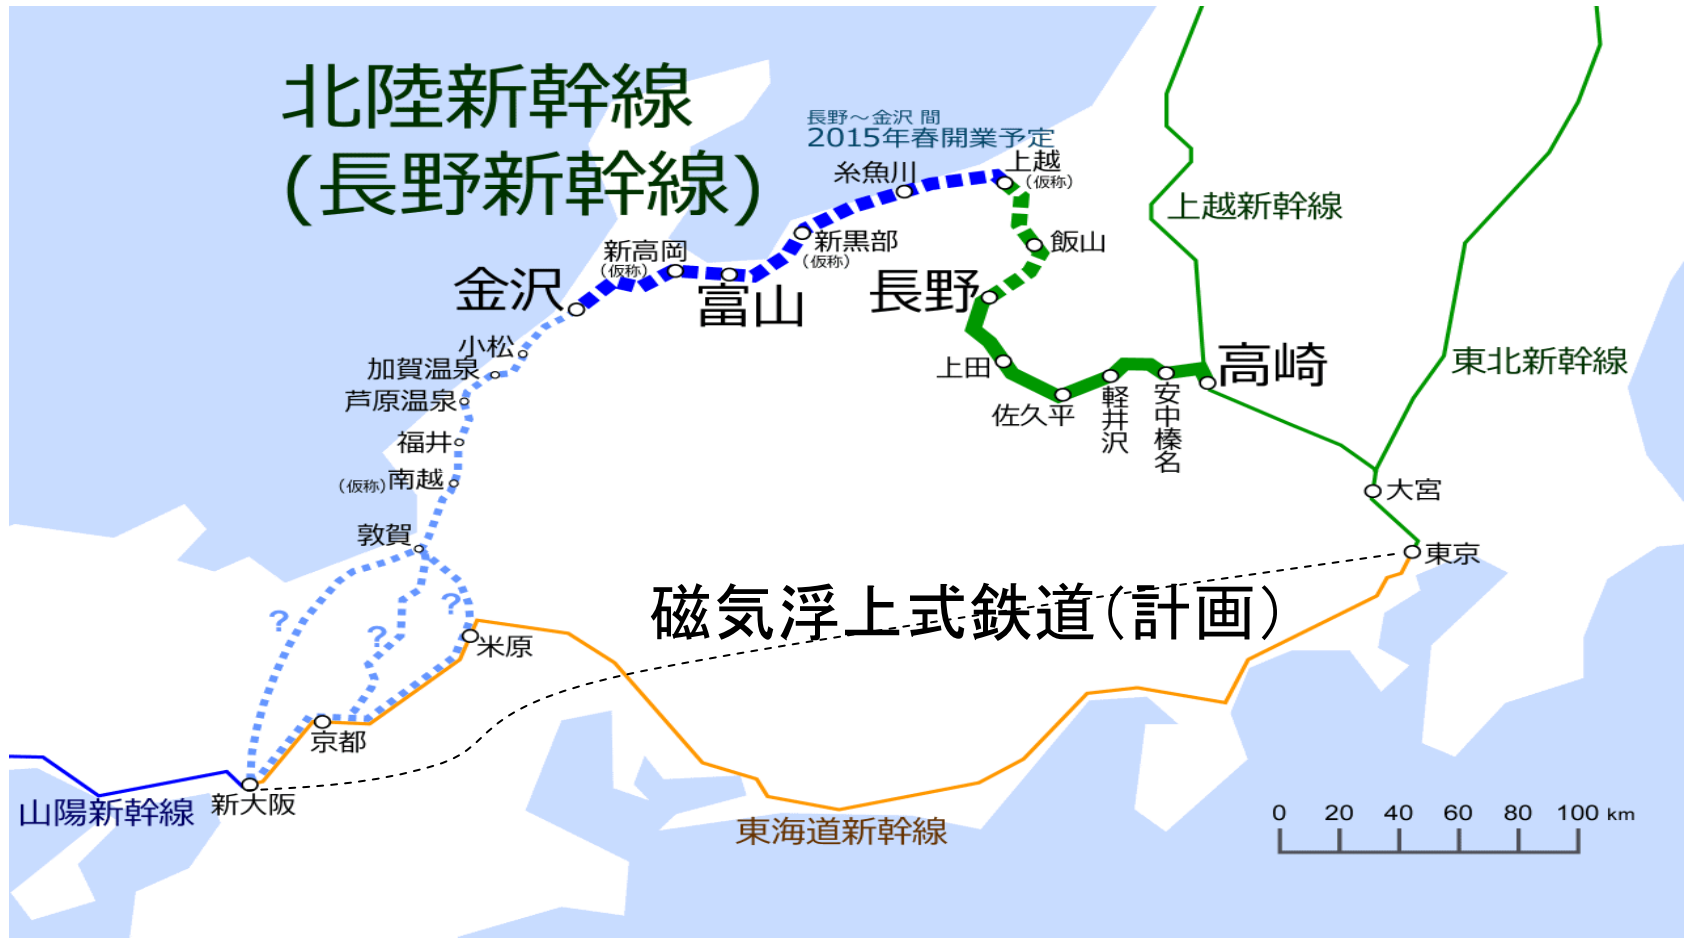 北陸新幹線
(長野新幹線)
長野～金沢 間
2015年春開業予定
上越
(仮称)
糸魚川
上越新幹線
新高岡
(仮称)
新黒部
(仮称)
飯山
金沢
富山
長野
小松
加賀温泉
芦原温泉
福井
(仮称)南越
敦賀
上田
佐久平
軽井沢
安中榛名
高崎
東北新幹線
大宮
東京
磁気浮上式鉄道(計画)
?
?
?
米原
京都
新大阪
山陽新幹線
東海道新幹線
0 20 40 60 80 100 km